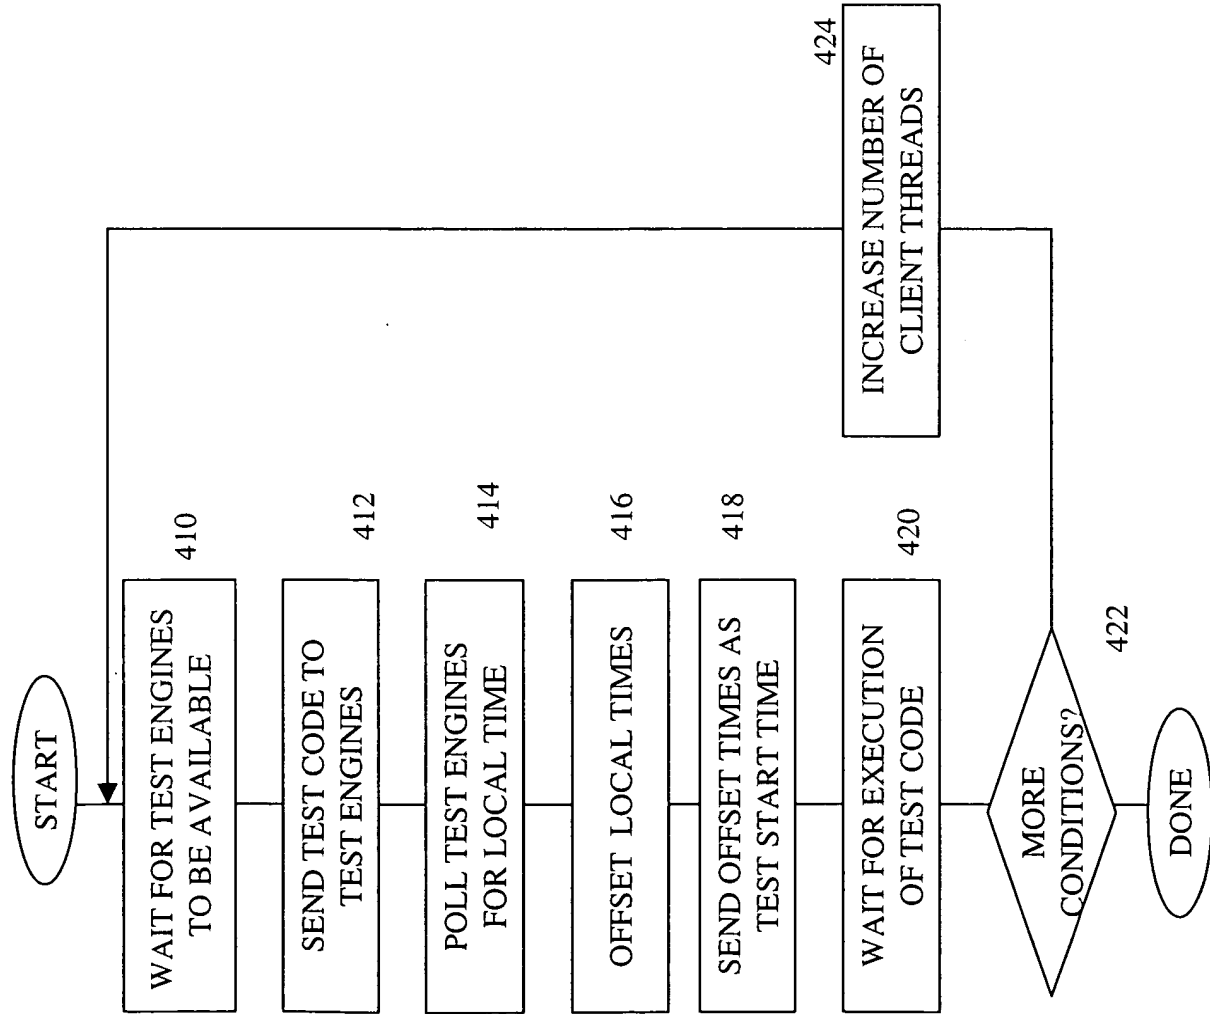 START
WAIT FOR TEST ENGINES
TO BE A VAILABLE
410
SEND TEST CODE TO
TEST ENGINES
412
POLL TEST ENGINES
FOR LOCAL TIME
414
OFFSET LOCAL TIMES
416
SEND OFFSET TIMES AS
TEST START TIME
418
WAIT FOR EXECUTION
OF TEST CODE
420
MORE
CONDITIONS?
422
DONE
INCREASE NUMBER OF
CLIENT THREADS
424